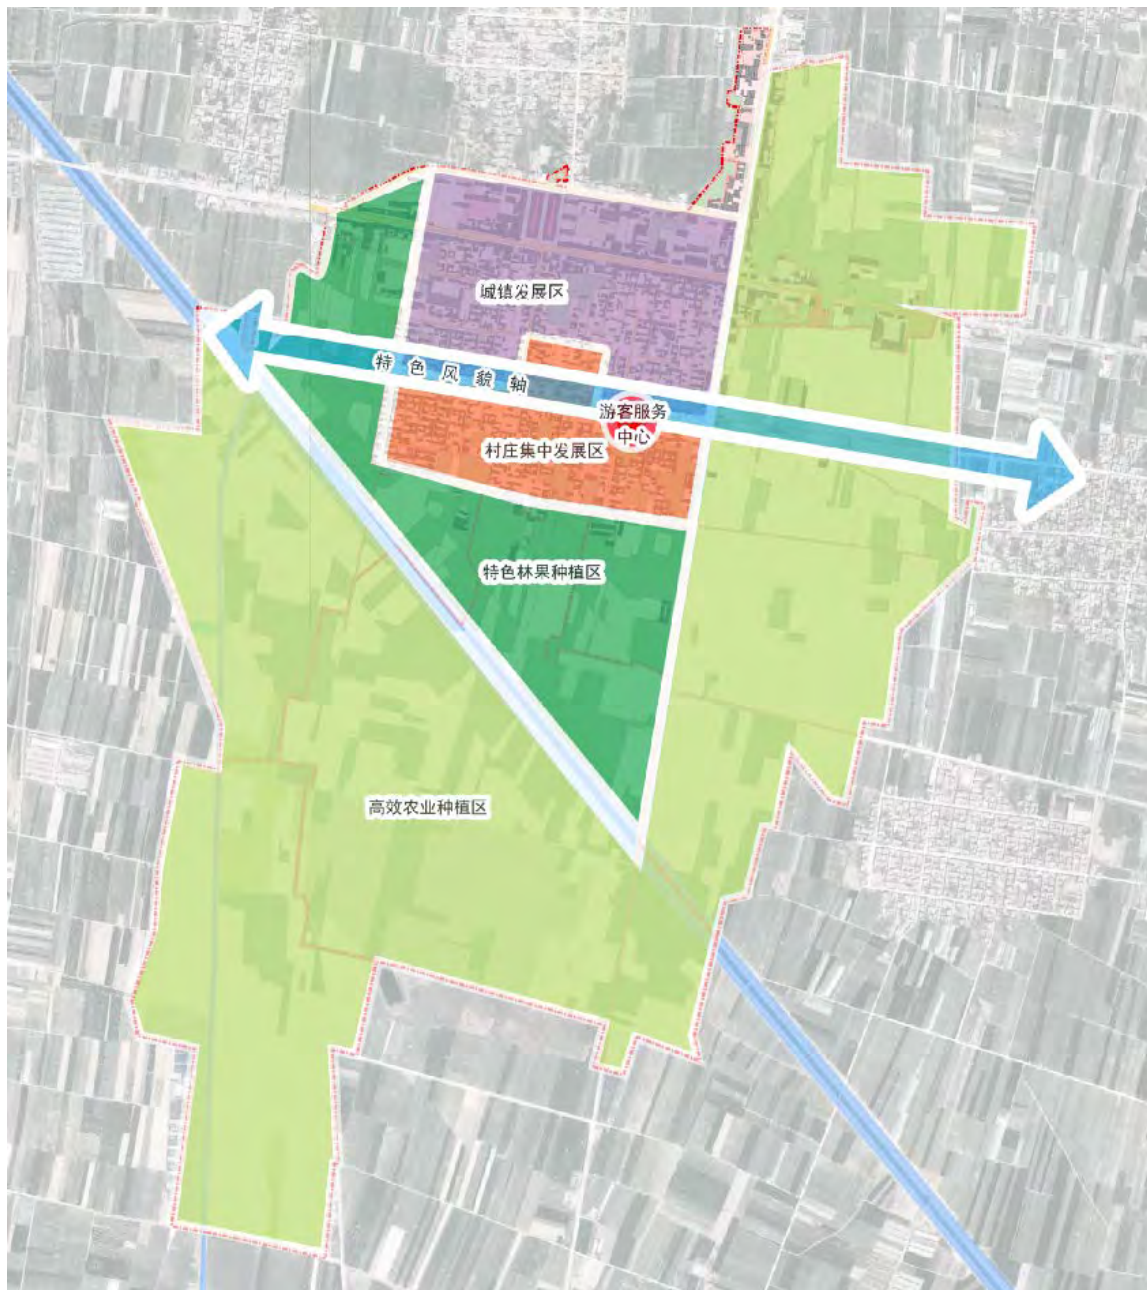 城镇发展区
特色风貌轴
游客服务
中心
村庄集中发展区
特色林果种植区
高效农业种植区